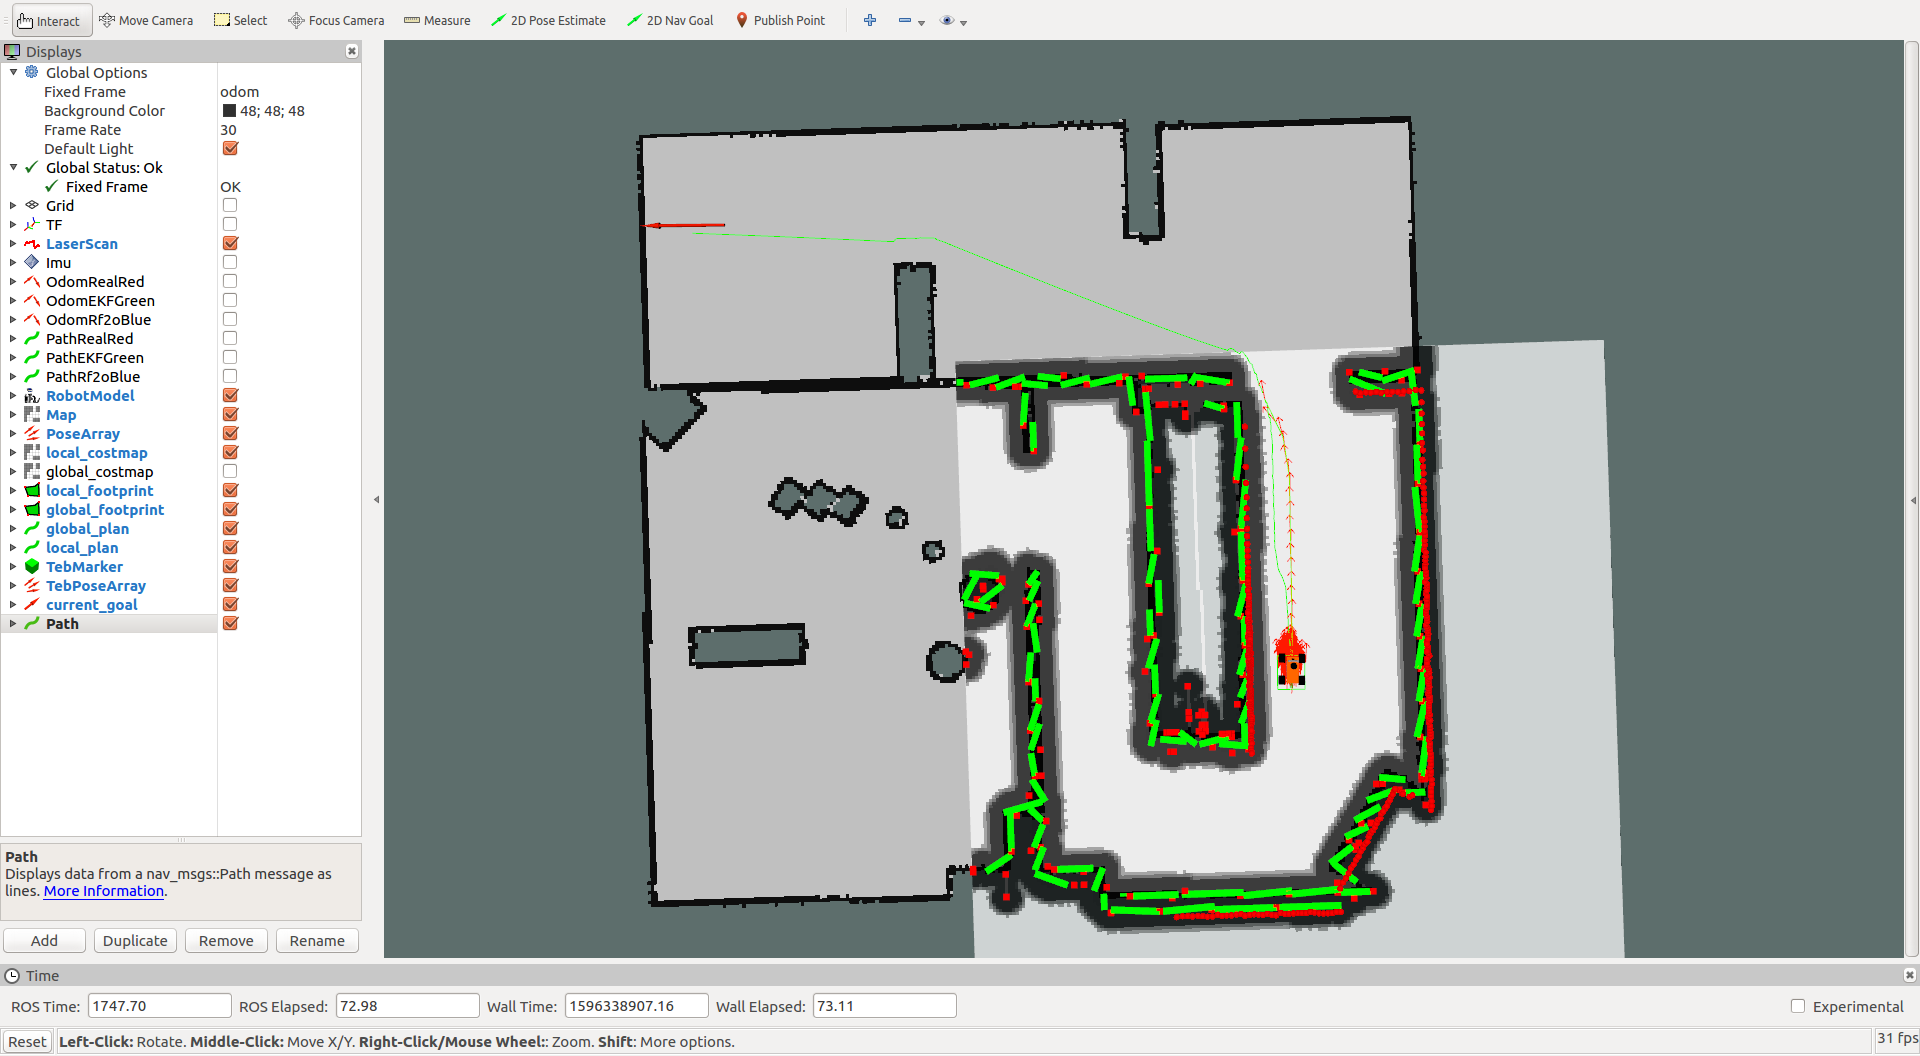 Interact Move Camera Select Focus Camera Measure 2D Pose Estimate 2D Nav Goal Publish Point
Displays
Global Options
Fixed Frame odom
Background Color 48; 48; 48
Frame Rate 30
Default Light
Global Status: Ok
Fixed Frame OK
Grid
TF
LaserScan
Imu
OdomRealRed
OdomEKFGreen
OdomRf2oBlue
PathRealRed
PathEKFGreen
PathRf2oBlue
RobotModel
Map
PoseArray
local_costmap
global_costmap
local_footprint
global_footprint
global_plan
local_plan
TebMarker
TebPoseArray
current_goal
Path
Path
Displays data from a nav_msgs::Path message as
lines. More Information.
Add Duplicate Remove Rename
Time
ROS Time: 1747.70 ROS Elapsed: 72.98 Wall Time: 1596338907.16 Wall Elapsed: 73.11 Experimental
Reset Left-Click: Rotate. Middle-Click: Move X/Y. Right-Click/Mouse Wheel:: Zoom. Shift: More options. 31 fps